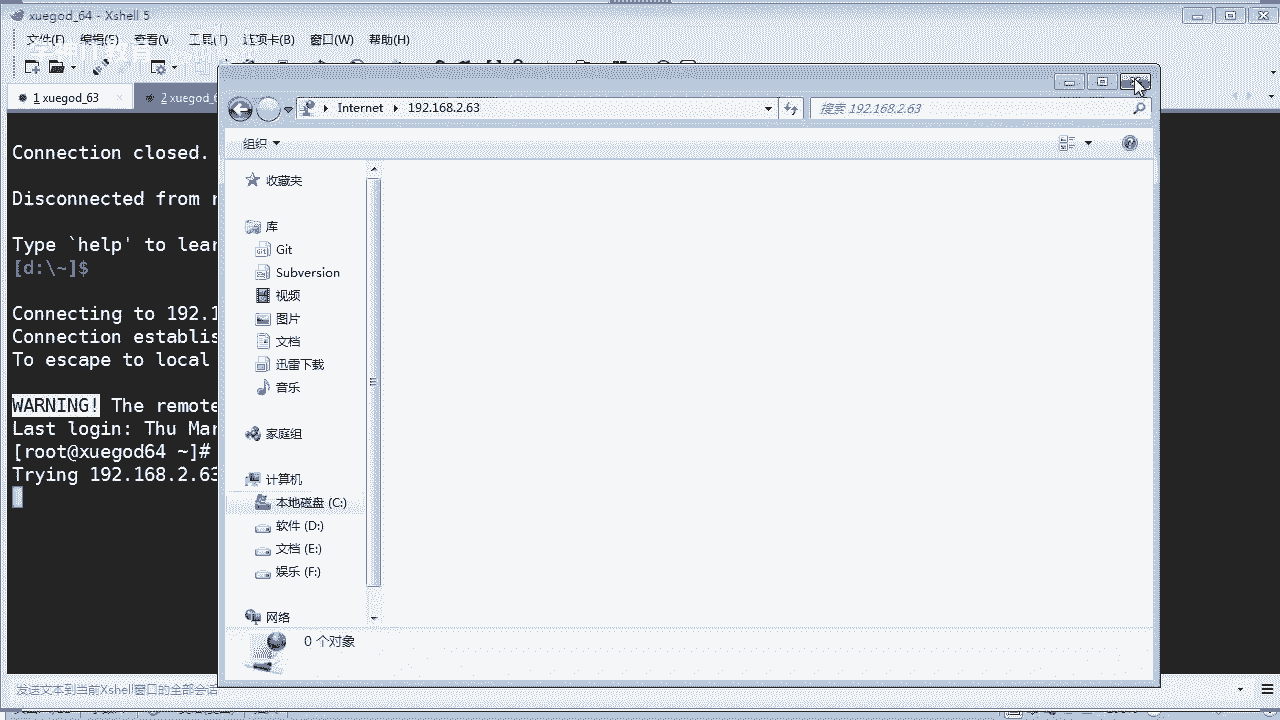 xuegod_64 - Xshell 5
文件(F) 编辑(E) 查看(V 工具(T) 选项卡(B) 窗口(W) 帮助(H)
1 xuegod_63
2 xuegod_6
Internet 192.168.2.63
搜索 192.168.2.63
组织
收藏夹
库
Git
Subversion
视频
图片
文档
迅雷下载
音乐
家庭组
计算机
本地磁盘 (C:)
软件 (D:)
文档 (E:)
娱乐 (F:)
网络
0 个对象
Connection closed.
Disconnected from r
Type `help' to lear
[d:\~]$
Connecting to 192.1
Connection establis
To escape to local
WARNING! The remote
Last login: Thu Mar
[root@xuegod64 ~]#
Trying 192.168.2.63
发送文本到当前Xshell窗口的全部会话